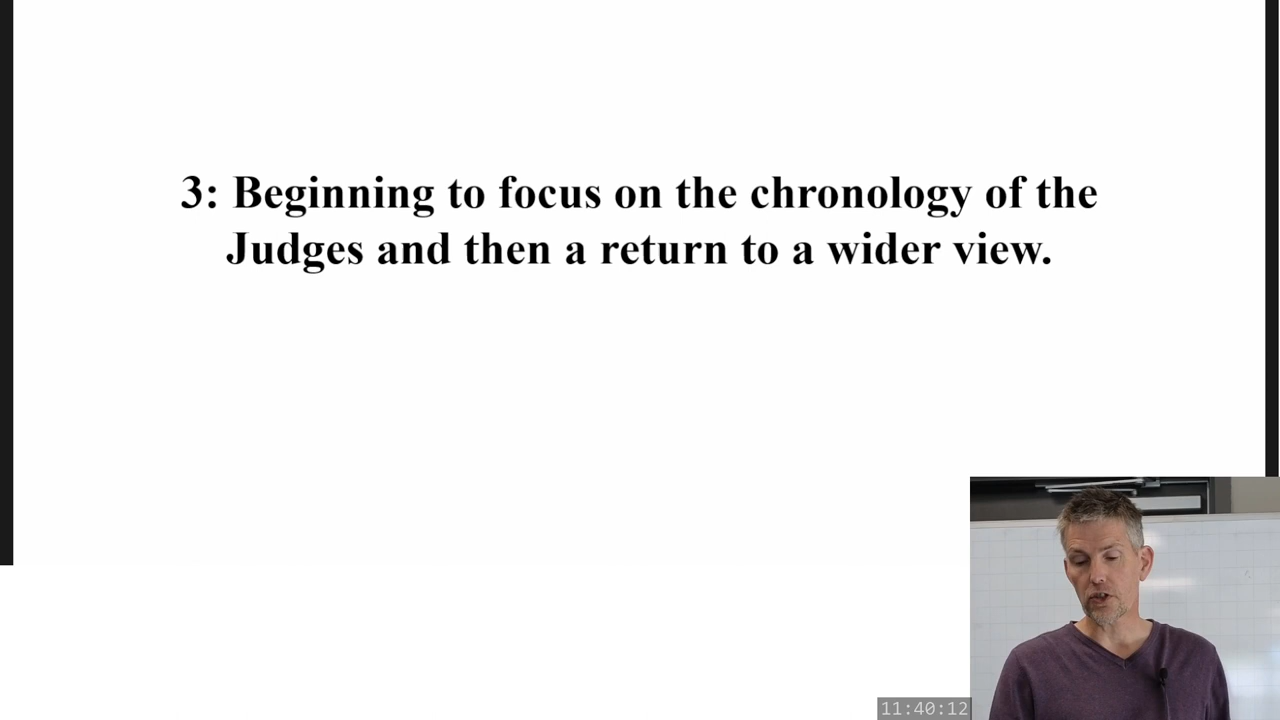 3: Beginning to focus on the chronology of the
Judges and then a return to a wider view.
11:40:12